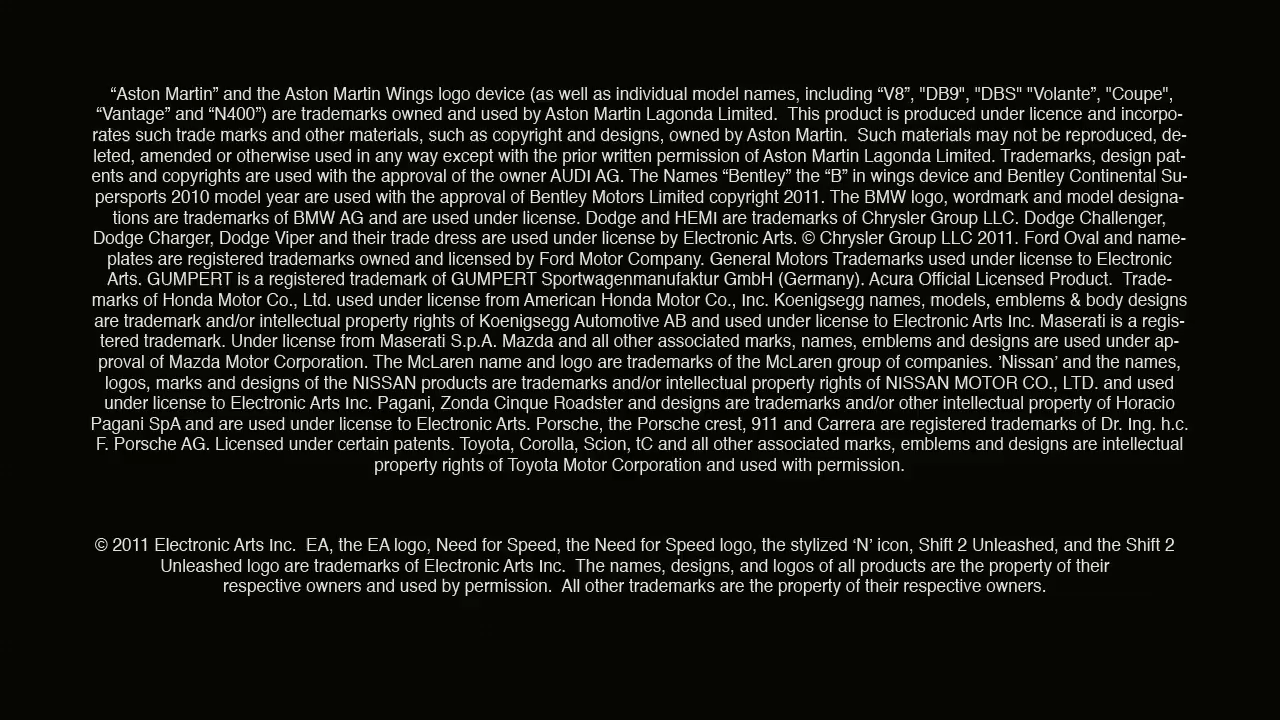 “Aston Martin” and the Aston Martin Wings logo device (as well as individual model names, including “V8”, "DB9", "DBS" "Volante”, "Coupe",
“Vantage” and “N400”) are trademarks owned and used by Aston Martin Lagonda Limited.  This product is produced under licence and incorpo-
rates such trade marks and other materials, such as copyright and designs, owned by Aston Martin.  Such materials may not be reproduced, de-
leted, amended or otherwise used in any way except with the prior written permission of Aston Martin Lagonda Limited. Trademarks, design pat-
ents and copyrights are used with the approval of the owner AUDI AG. The Names “Bentley” the “B” in wings device and Bentley Continental Su-
persports 2010 model year are used with the approval of Bentley Motors Limited copyright 2011. The BMW logo, wordmark and model designa-
tions are trademarks of BMW AG and are used under license. Dodge and HEMI are trademarks of Chrysler Group LLC. Dodge Challenger,
Dodge Charger, Dodge Viper and their trade dress are used under license by Electronic Arts. © Chrysler Group LLC 2011. Ford Oval and name-
plates are registered trademarks owned and licensed by Ford Motor Company. General Motors Trademarks used under license to Electronic
Arts. GUMPERT is a registered trademark of GUMPERT Sportwagenmanufaktur GmbH (Germany). Acura Official Licensed Product.  Trade-
marks of Honda Motor Co., Ltd. used under license from American Honda Motor Co., Inc. Koenigsegg names, models, emblems & body designs
are trademark and/or intellectual property rights of Koenigsegg Automotive AB and used under license to Electronic Arts Inc. Maserati is a regis-
tered trademark. Under license from Maserati S.p.A. Mazda and all other associated marks, names, emblems and designs are used under ap-
proval of Mazda Motor Corporation. The McLaren name and logo are trademarks of the McLaren group of companies. ’Nissan’ and the names,
logos, marks and designs of the NISSAN products are trademarks and/or intellectual property rights of NISSAN MOTOR CO., LTD. and used
under license to Electronic Arts Inc. Pagani, Zonda Cinque Roadster and designs are trademarks and/or other intellectual property of Horacio
Pagani SpA and are used under license to Electronic Arts. Porsche, the Porsche crest, 911 and Carrera are registered trademarks of Dr. Ing. h.c.
F. Porsche AG. Licensed under certain patents. Toyota, Corolla, Scion, tC and all other associated marks, emblems and designs are intellectual
property rights of Toyota Motor Corporation and used with permission.
© 2011 Electronic Arts Inc.  EA, the EA logo, Need for Speed, the Need for Speed logo, the stylized ‘N’ icon, Shift 2 Unleashed, and the Shift 2
Unleashed logo are trademarks of Electronic Arts Inc.  The names, designs, and logos of all products are the property of their
respective owners and used by permission.  All other trademarks are the property of their respective owners.